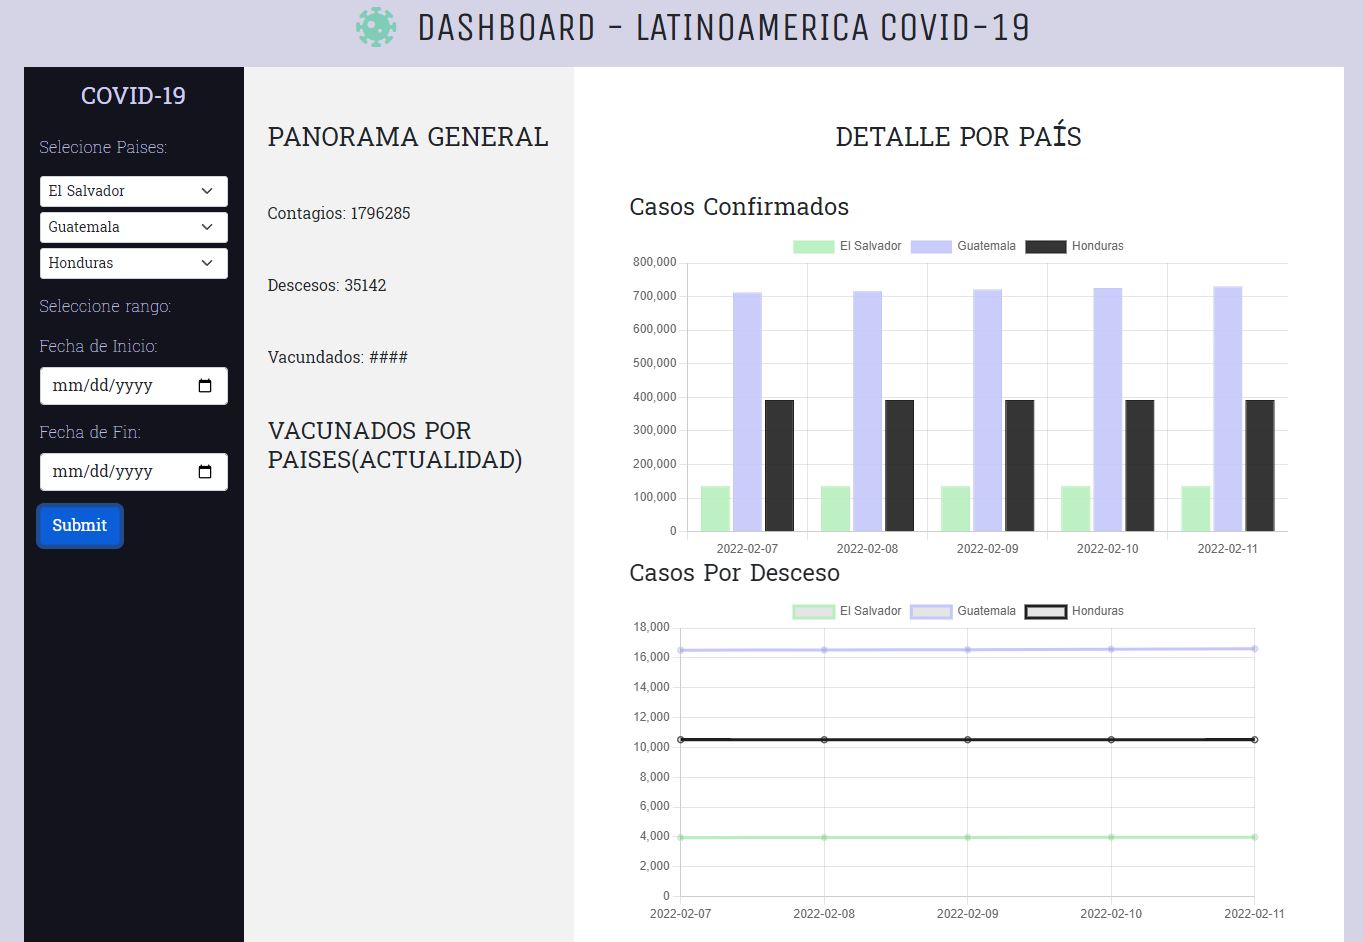 DASHBOARD - LATINOAMERICA COVID-19
COVID-19
Selecione Paises:
El Salvador
Guatemala
Honduras
Seleccione rango:
Fecha de Inicio:
mm/dd/yyyy
Fecha de Fin:
mm/dd/yyyy
Submit
PANORAMA GENERAL
Contagios: 1796285
Descesos: 35142
Vacundados: ####
VACUNADOS POR
PAISES(ACTUALIDAD)
DETALLE POR PAÍS
Casos Confirmados
El Salvador Guatemala Honduras
800,000
700,000
600,000
500,000
400,000
300,000
200,000
100,000
0
2022-02-07 2022-02-08 2022-02-09 2022-02-10 2022-02-11
Casos Por Desceso
El Salvador Guatemala Honduras
18,000
16,000
14,000
12,000
10,000
8,000
6,000
4,000
2,000
0
2022-02-07 2022-02-08 2022-02-09 2022-02-10 2022-02-11